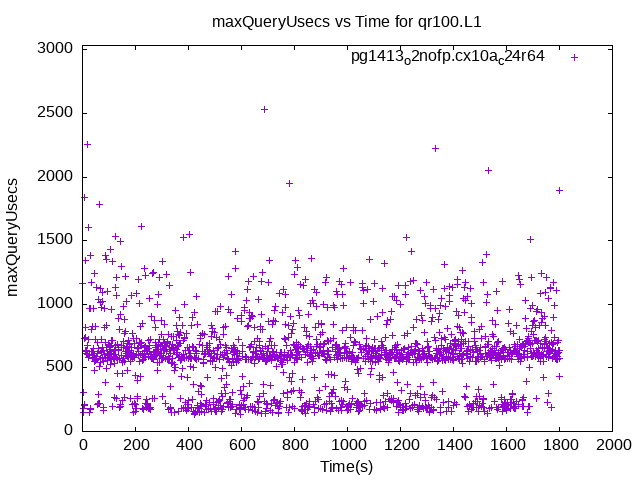 maxQueryUsecs vs Time for qr100.L1
pg1413o2nofp.cx10ac24r64
3000
2500
2000
1500
1000
500
0
maxQueryUsecs
0 200 400 600 800 1000 1200 1400 1600 1800 2000
Time(s)